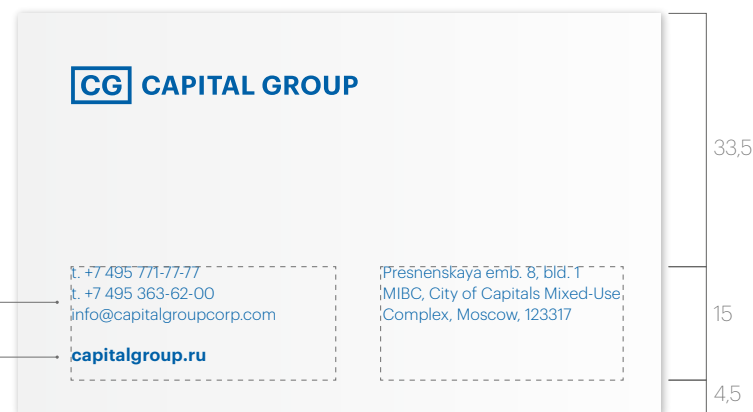 CG CAPITAL GROUP
33,5
t. +7 495 771-77-77
t. +7 495 363-62-00
info@capitalgroupcorp.com
capitalgroup.ru
Presnenskaya emb. 8, bld. 1
MIBC, City of Capitals Mixed-Use
Complex, Moscow, 123317
15
4,5